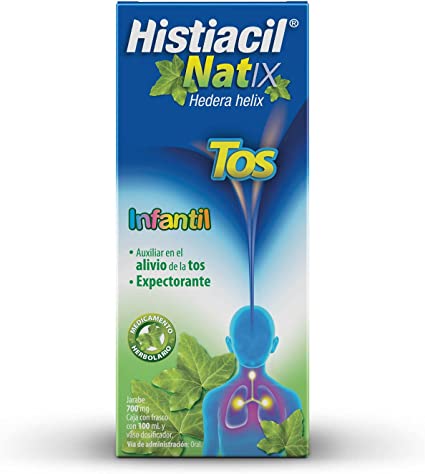 Histiacil®
NatIX
Hedera helix
Tos
Infantil
• Auxiliar en el
alivio de la tos
• Expectorante
MEDICAMENTO
HERBOLARIO
Jarabe
700 mg
Caja con frasco
con 100 mL y
vaso dosificador.
Vía de administración: Oral.